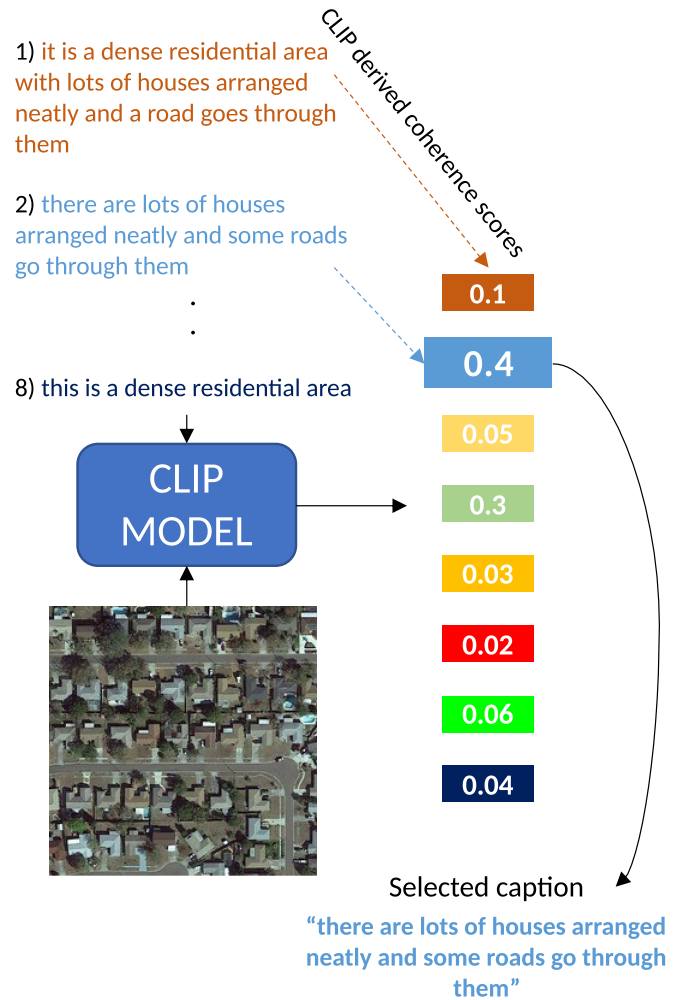 1) it is a dense residential area
with lots of houses arranged
neatly and a road goes through
them
CLIP derived coherence scores
2) there are lots of houses
arranged neatly and some roads
go through them
.
.
8) this is a dense residential area
CLIP
MODEL
0.1
0.4
0.05
0.3
0.03
0.02
0.06
0.04
Selected caption
“there are lots of houses arranged
neatly and some roads go through
them”